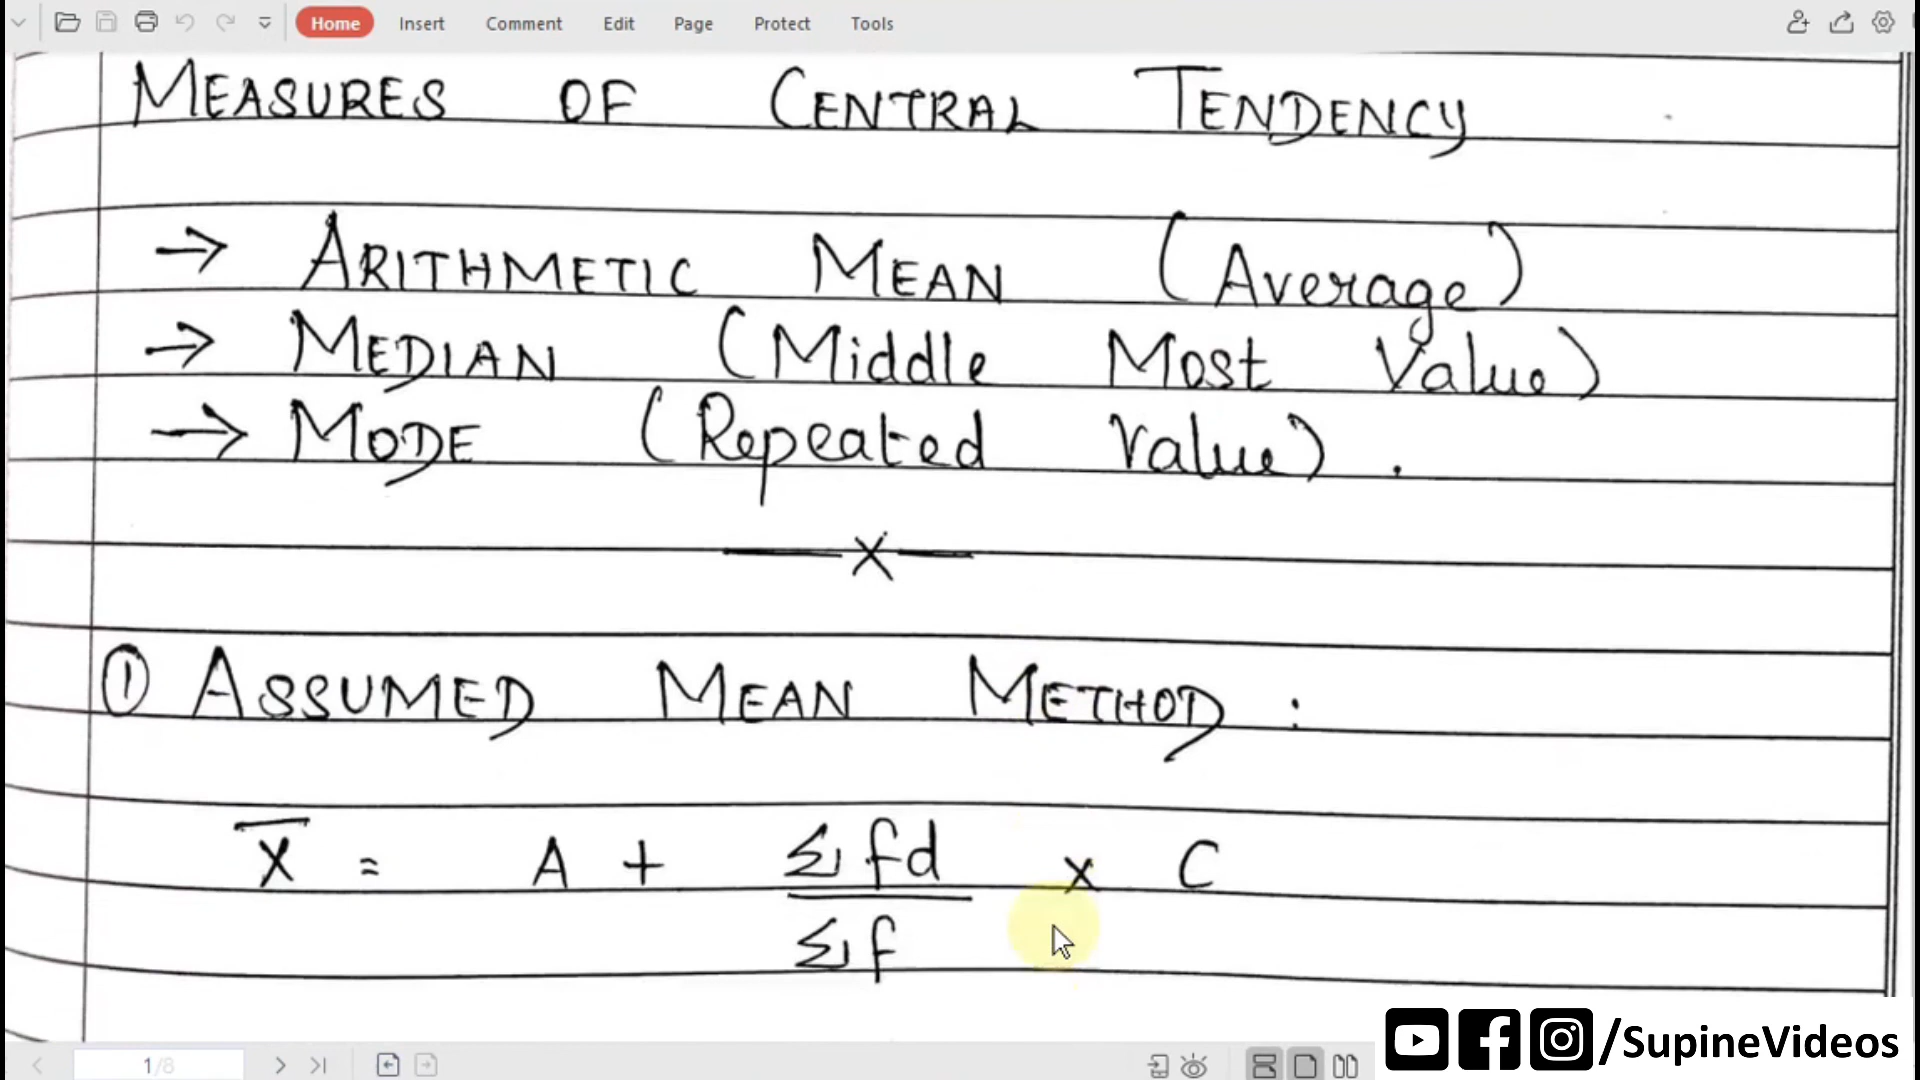 Home Insert Comment Edit Page Protect Tools
MEASURES OF CENTRAL TENDENCY
→ ARITHMETIC MEAN (Average)
→ MEDIAN (Middle Most Value)
→ MODE (Repeated Value).
—x—
① ASSUMED MEAN METHOD :
X̅ = A + Σfd × C
Σf
1/8
/SupineVideos